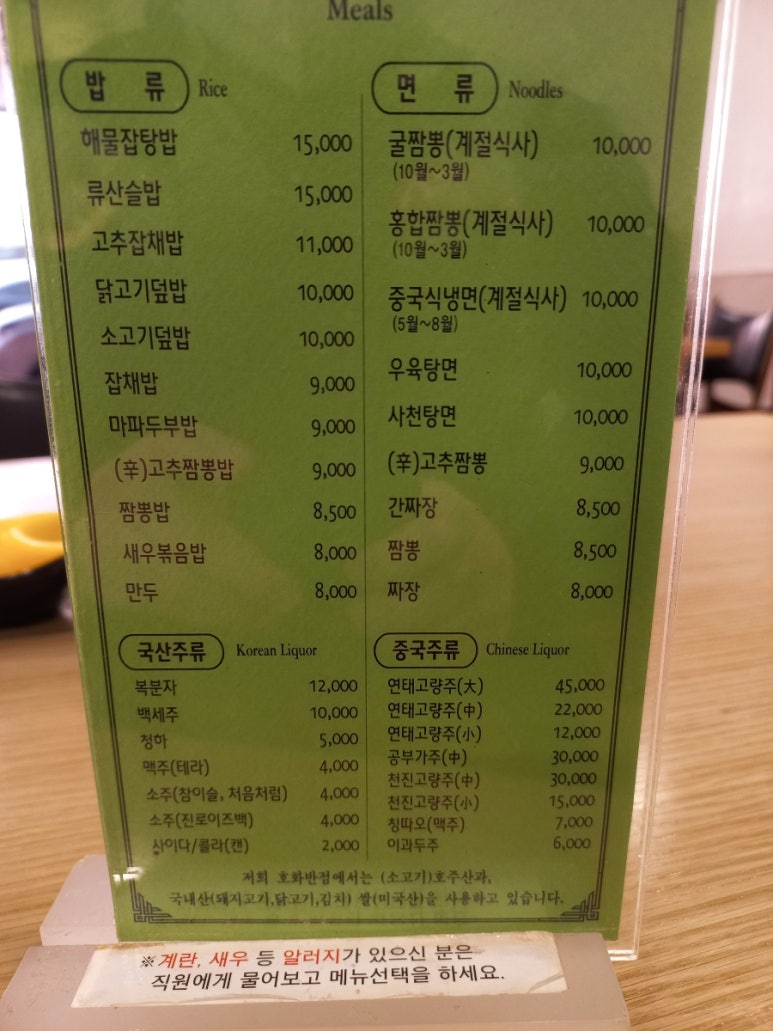 Meals
밥 류 Rice
해물잡탕밥 15,000
류산슬밥 15,000
고추잡채밥 11,000
닭고기덮밥 10,000
소고기덮밥 10,000
잡채밥 9,000
마파두부밥 9,000
(辛)고추짬뽕밥 9,000
짬뽕밥 8,500
새우볶음밥 8,000
만두 8,000
면 류 Noodles
굴짬뽕(계절식사) 10,000
(10월~3월)
홍합짬뽕(계절식사) 10,000
(10월~3월)
중국식냉면(계절식사) 10,000
(5월~8월)
우육탕면 10,000
사천탕면 10,000
(辛)고추짬뽕 9,000
간짜장 8,500
짬뽕 8,500
짜장 8,000
국산주류 Korean Liquor
복분자 12,000
백세주 10,000
청하 5,000
맥주(테라) 4,000
소주(참이슬, 처음처럼) 4,000
소주(진로이즈백) 4,000
사이다/콜라(캔) 2,000
중국주류 Chinese Liquor
연태고량주(大) 45,000
연태고량주(中) 22,000
연태고량주(小) 12,000
공부가주(中) 30,000
천진고량주(中) 30,000
천진고량주(小) 15,000
칭따오(맥주) 7,000
이과두주 6,000
저희 호화반점에서는 (소고기)호주산과,
국내산(돼지고기,닭고기,김치) 쌀(미국산)을 사용하고 있습니다.
※계란, 새우 등 알러지가 있으신 분은
직원에게 물어보고 메뉴선택을 하세요.